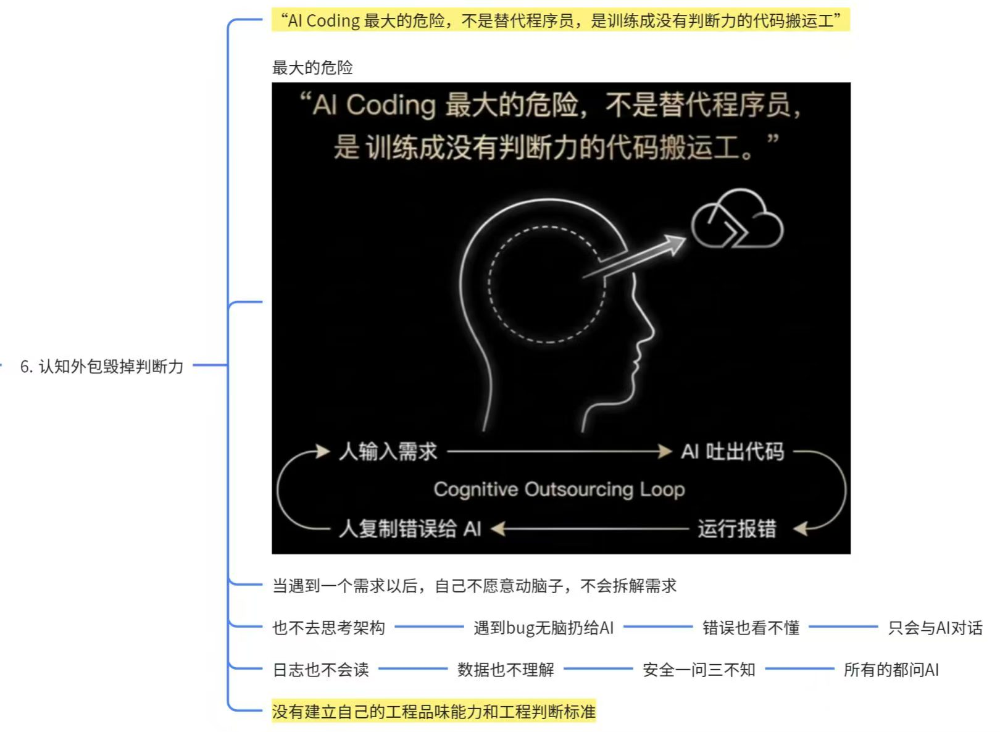 “AI Coding 最大的危险，不是替代程序员，是训练成没有判断力的代码搬运工”
最大的危险
“AI Coding 最大的危险，不是替代程序员，
是 训练成没有判断力的代码搬运工。”
人输入需求
AI 吐出代码
Cognitive Outsourcing Loop
人复制错误给 AI
运行报错
6. 认知外包毁掉判断力
当遇到一个需求以后，自己不愿意动脑子，不会拆解需求
也不去思考架构
遇到bug无脑扔给AI
错误也看不懂
只会与AI对话
日志也不会读
数据也不理解
安全一问三不知
所有的都问AI
没有建立自己的工程品味能力和工程判断标准